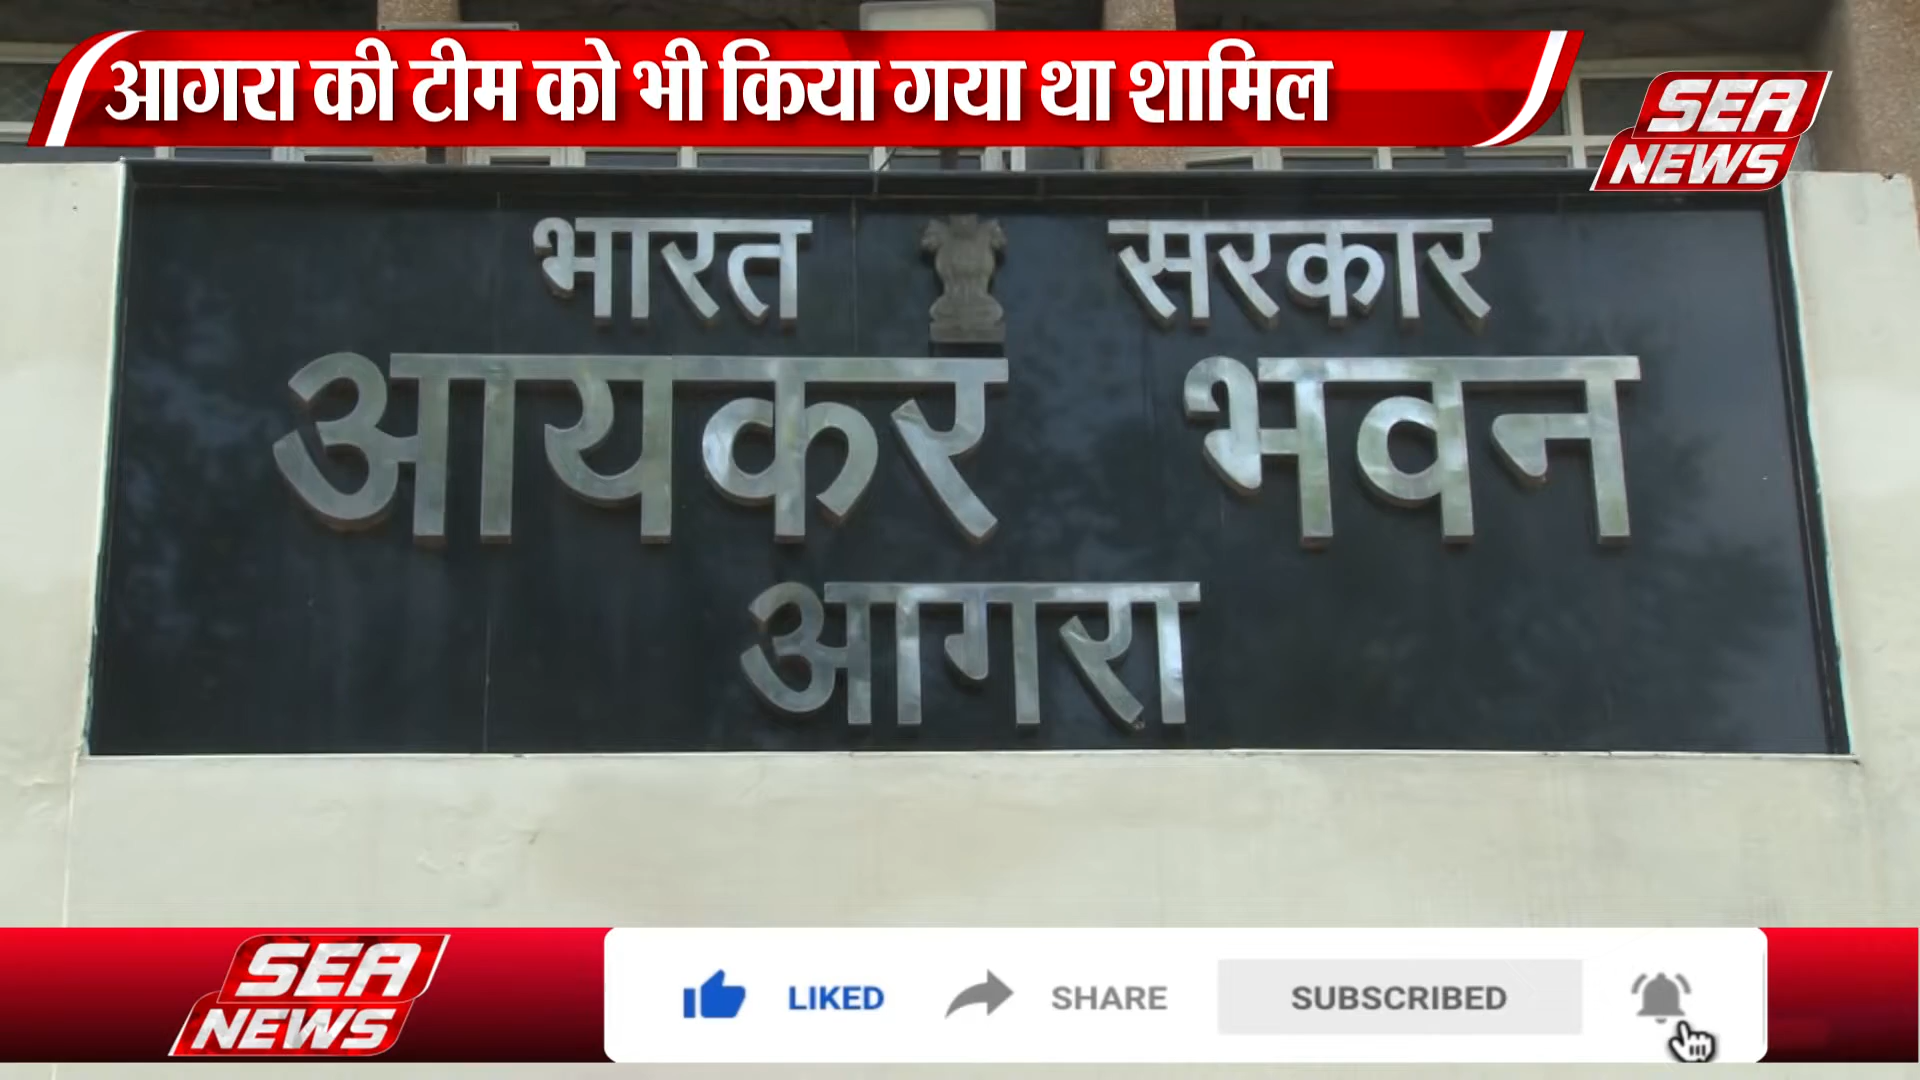 आगरा की टीम को भी किया गया था शामिल
SEA
NEWS
भारत सरकार
आयकर भवन
आगरा
SEA
NEWS
LIKED SHARE SUBSCRIBED